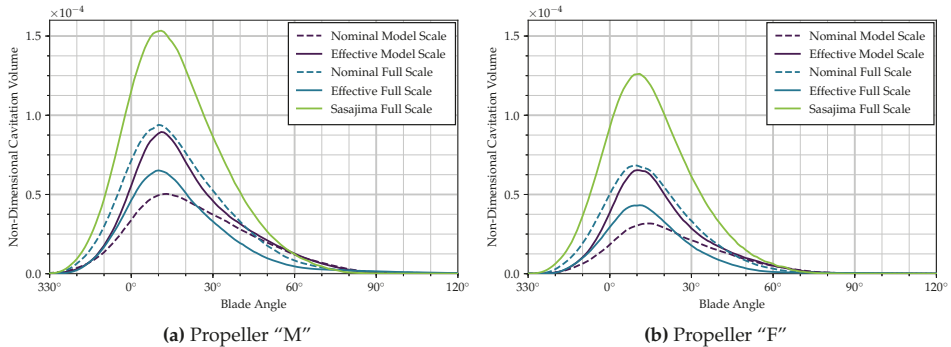 ×10⁻⁴
1.5
1.0
0.5
0.0
Non-Dimensional Cavitation Volume
Nominal Model Scale
Effective Model Scale
Nominal Full Scale
Effective Full Scale
Sasajima Full Scale
330° 0° 30° 60° 90° 120°
Blade Angle
(a) Propeller “M”
×10⁻⁴
1.5
1.0
0.5
0.0
Non-Dimensional Cavitation Volume
Nominal Model Scale
Effective Model Scale
Nominal Full Scale
Effective Full Scale
Sasajima Full Scale
330° 0° 30° 60° 90° 120°
Blade Angle
(b) Propeller “F”